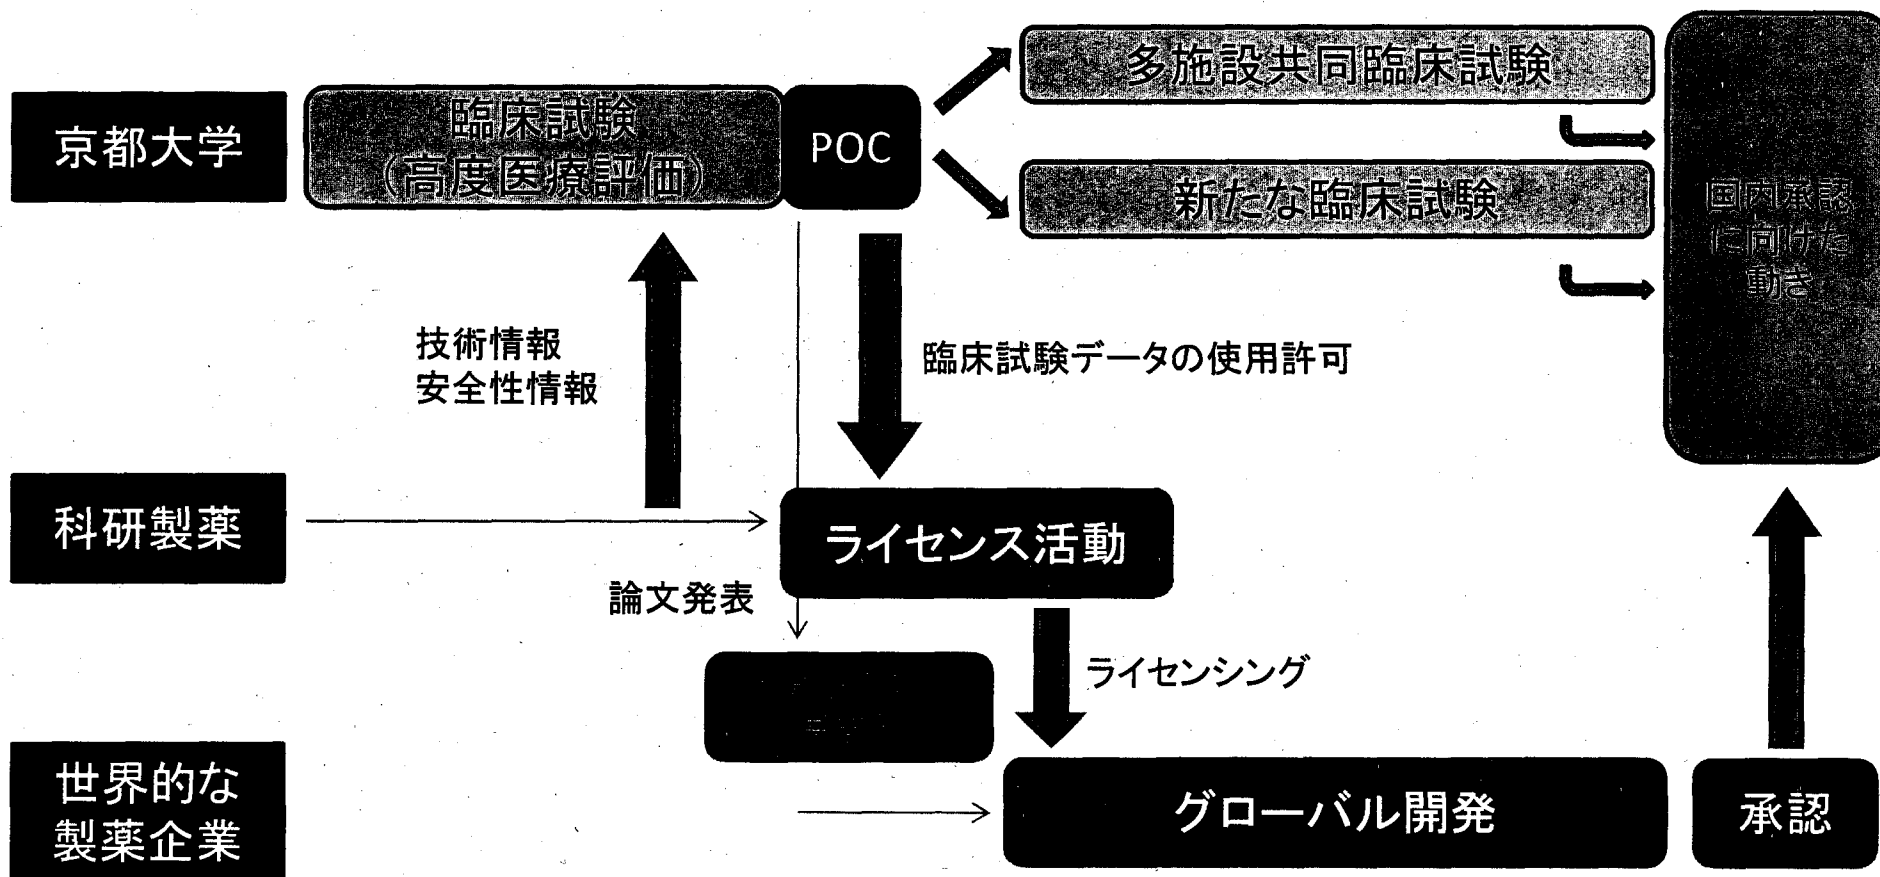 多施設共同臨床試験
京都大学
臨床試験
（高度医療評価）
POC
新たな臨床試験
国内承認
に向けた
動き
技術情報
安全性情報
臨床試験データの使用許可
科研製薬
ライセンス活動
論文発表
ライセンシング
世界的な
製薬企業
グローバル開発
承認